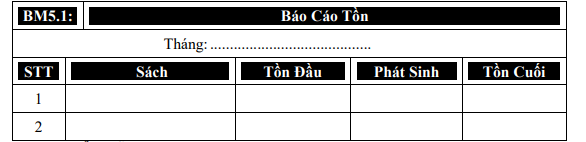 BM5.1: Báo Cáo Tồn
Tháng: .........................................
STT Sách Tồn Đầu Phát Sinh Tồn Cuối
1
2